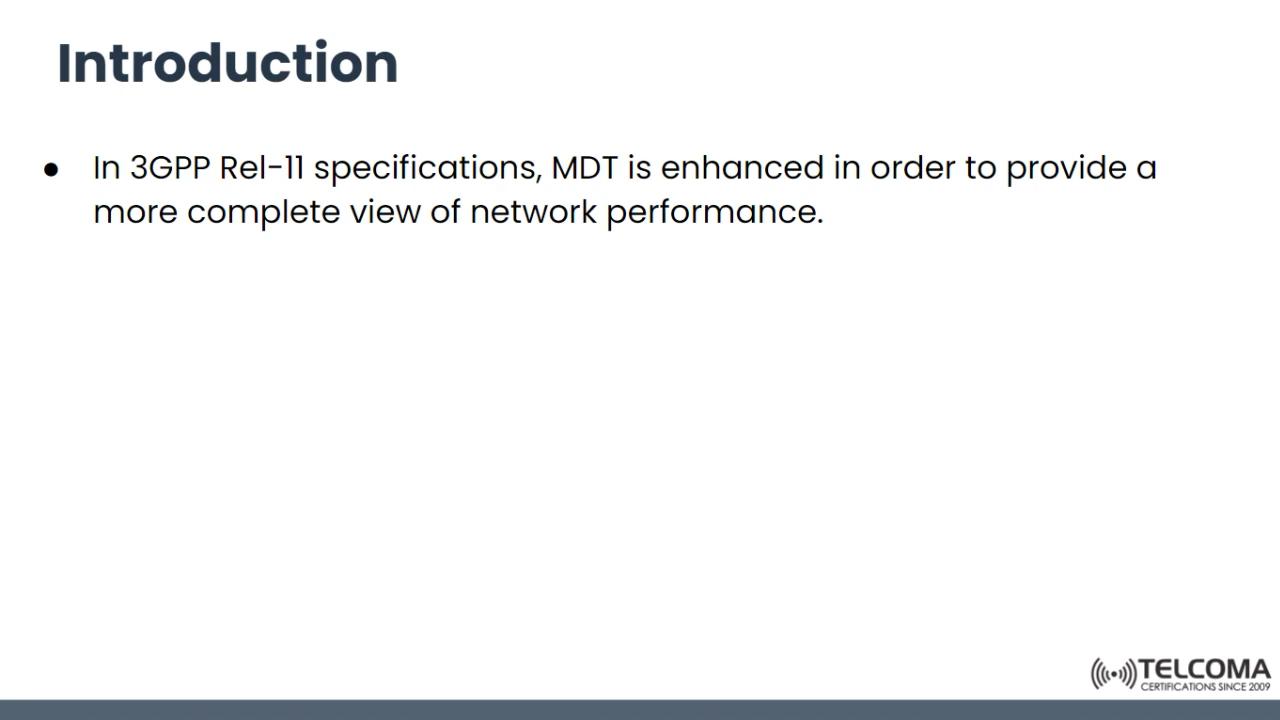 Introduction
● In 3GPP Rel-11 specifications, MDT is enhanced in order to provide a
more complete view of network performance.
TELCOMA
CERTIFICATIONS SINCE 2009